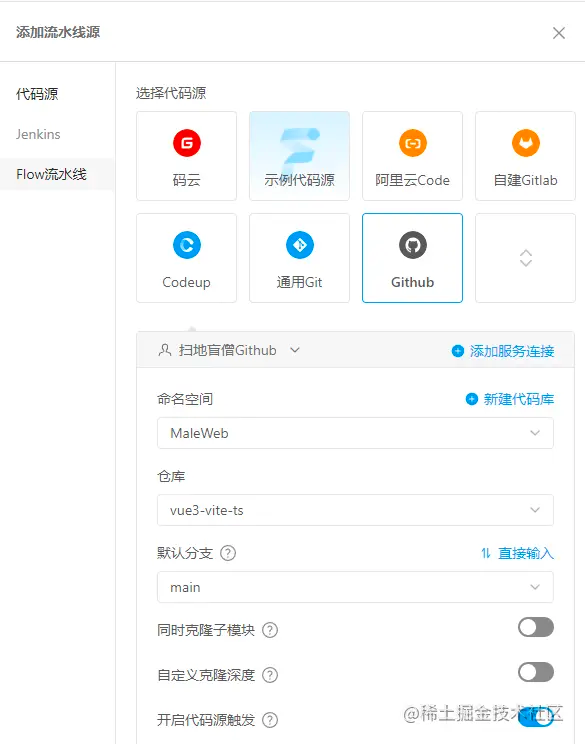 添加流水线源
代码源
Jenkins
Flow流水线
选择代码源
码云
示例代码源
阿里云Code
自建Gitlab
Codeup
通用Git
Github
扫地盲僧Github
添加服务连接
命名空间
新建代码库
MaleWeb
仓库
vue3-vite-ts
默认分支 ?
直接输入
main
同时克隆子模块 ?
自定义克隆深度 ?
开启代码源触发 ?
@稀土掘金技术社区